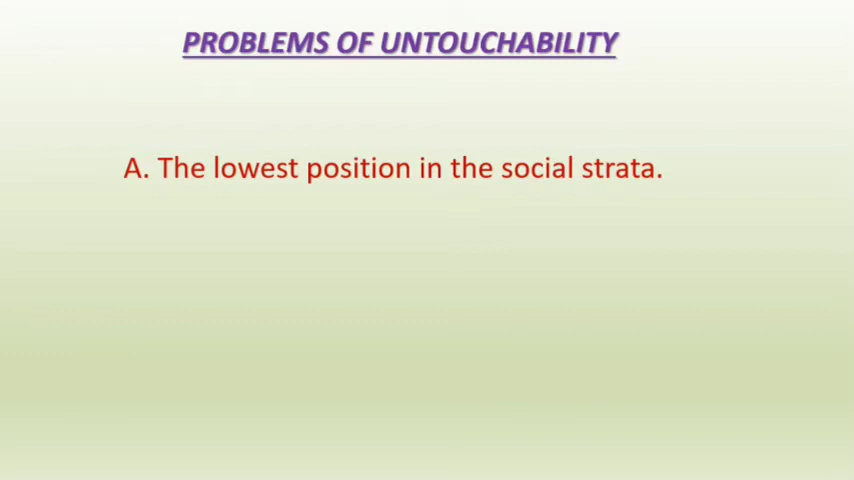 PROBLEMS OF UNTOUCHABILITY
A. The lowest position in the social strata.